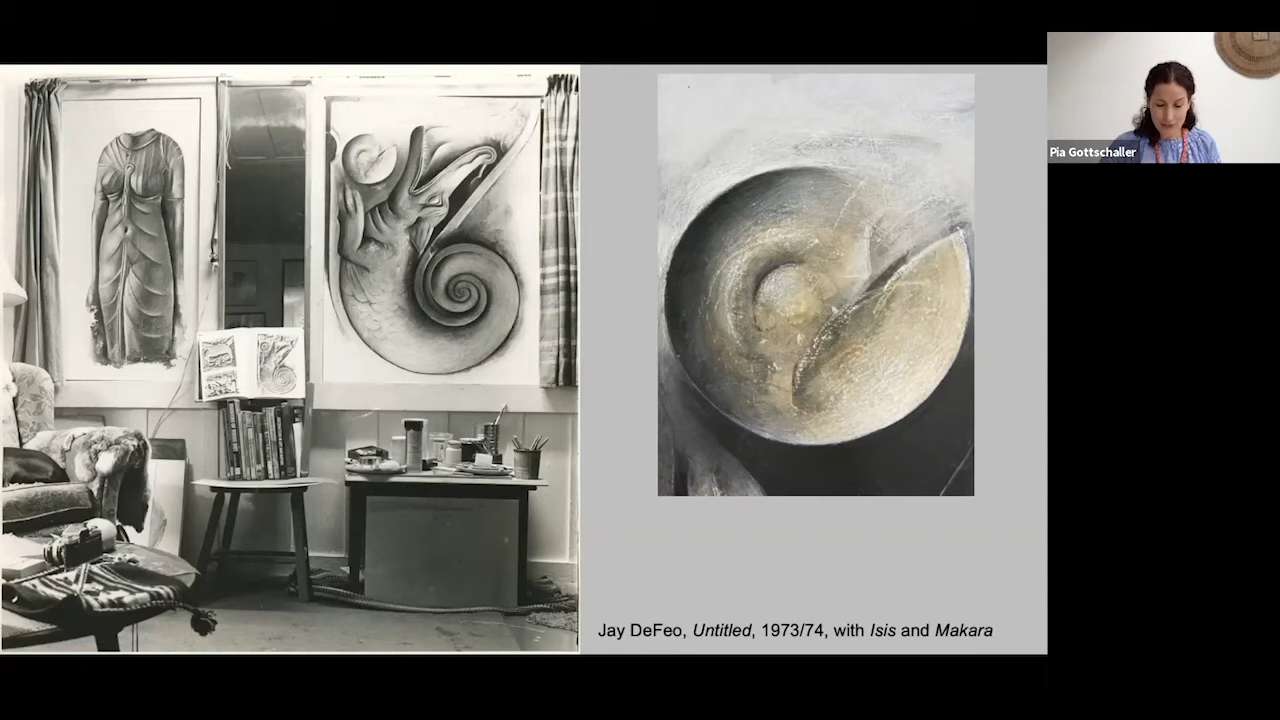 Pia Gottschaller
Jay DeFeo, Untitled, 1973/74, with Isis and Makara